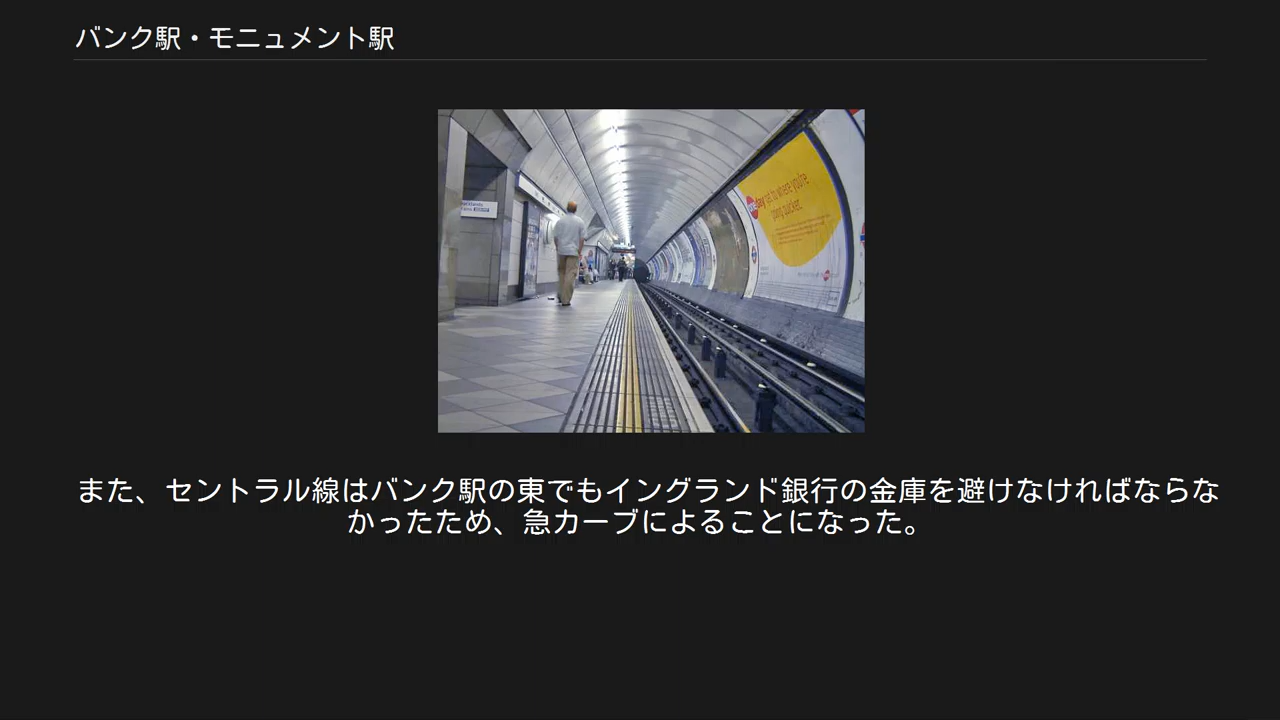 バンク駅・モニュメント駅
また、セントラル線はバンク駅の東でもイングランド銀行の金庫を避けなければならな
かったため、急カーブによることになった。
going quicker.